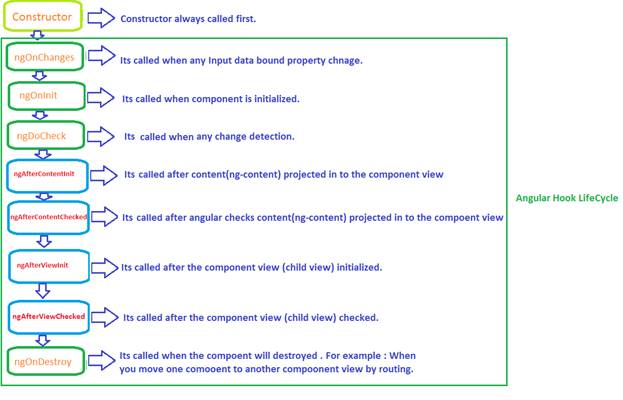 Constructor
Constructor always called first.
ngOnChanges
Its called when any Input data bound property chnage.
ngOnInit
Its called when component is initialized.
ngDoCheck
Its called when any change detection.
ngAfterContentInit
Its called after content(ng-content) projected in to the component view
Angular Hook LifeCycle
ngAfterContentChecked
Its called after angular checks content(ng-content) projected in to the compoent view
ngAfterViewInit
Its called after the component view (child view) initialized.
ngAfterViewChecked
Its called after the component view (child view) checked.
ngOnDestroy
Its called when the compoent will destroyed . For example : When
you move one comooent to another compoonent view by routing.